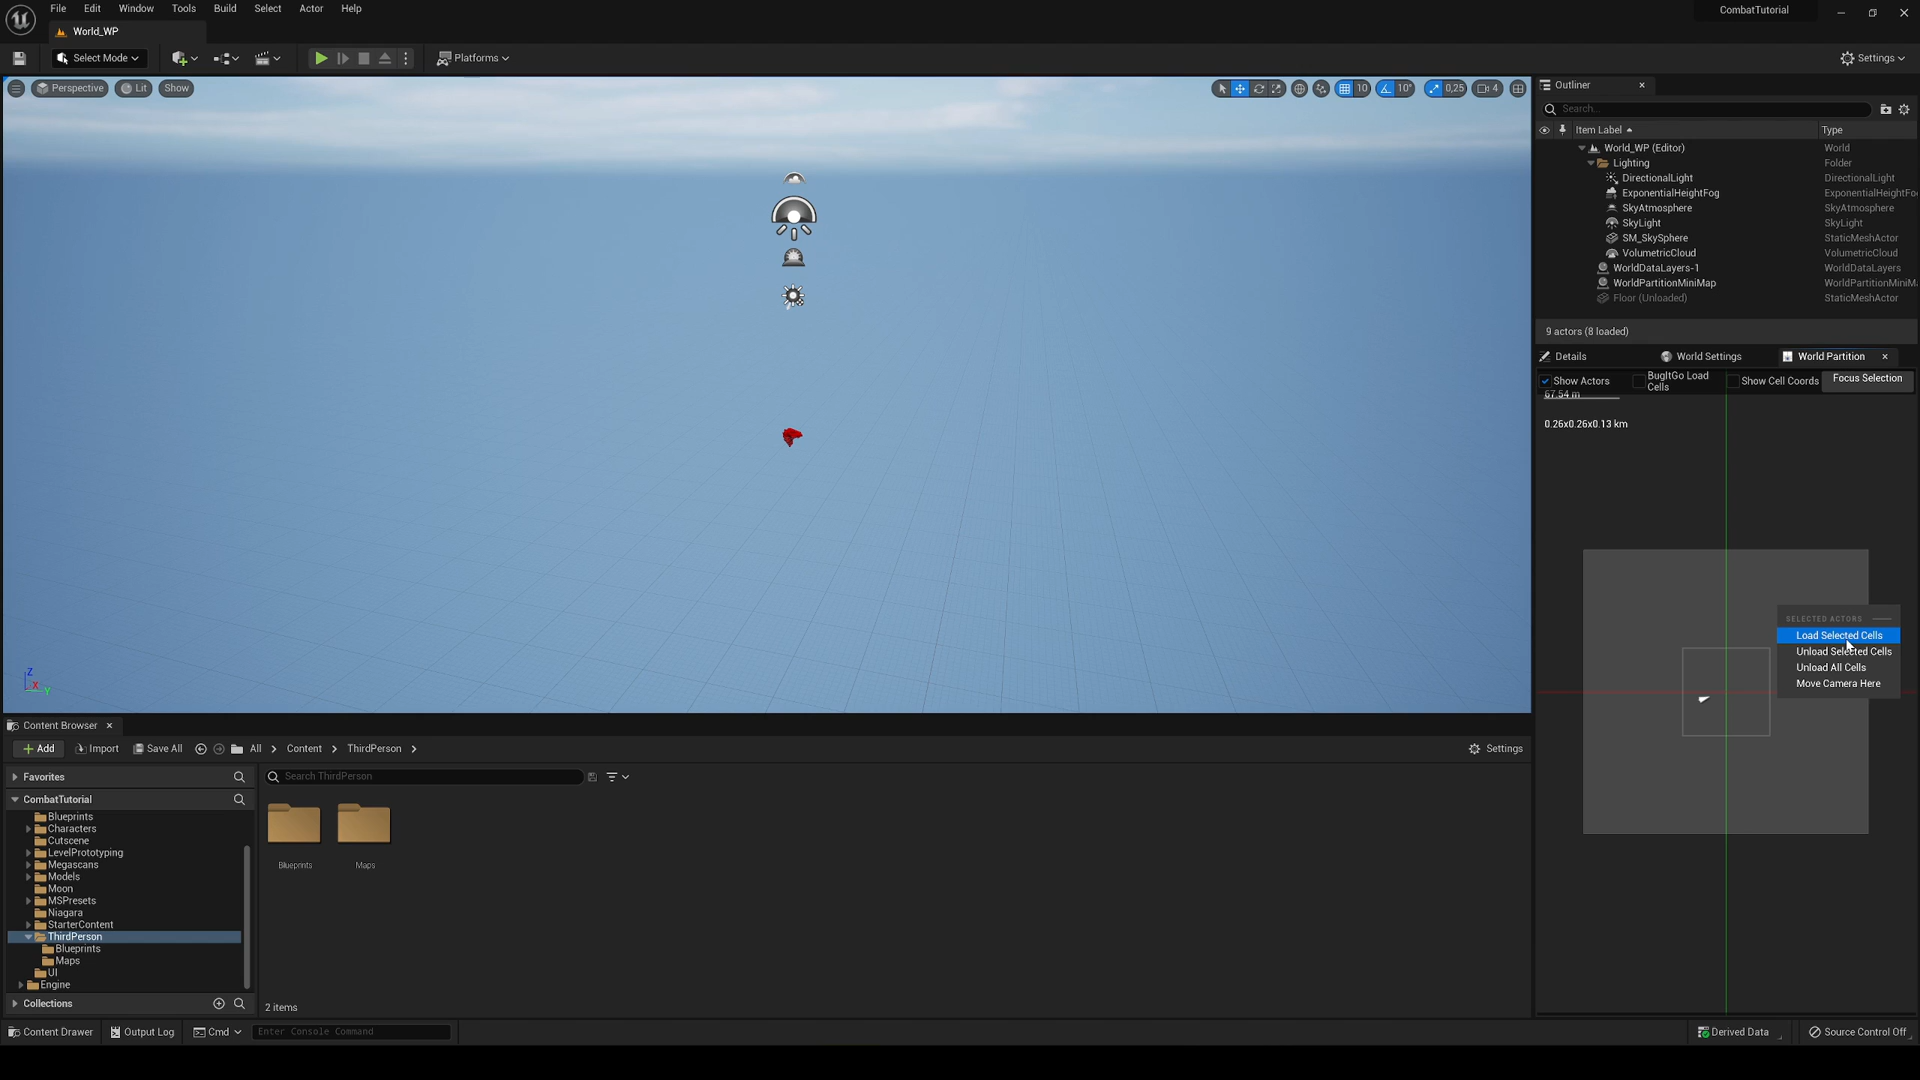 File Edit Window Tools Build Select Actor Help
CombatTutorial
World_WP
Select Mode
Platforms
Settings
Perspective
Lit
Show
10
10°
0,25
4
Z
X
Y
Outliner
Search...
Item Label
Type
World_WP (Editor) World
Lighting Folder
DirectionalLight DirectionalLight
ExponentialHeightFog ExponentialHeightFo
SkyAtmosphere SkyAtmosphere
SkyLight SkyLight
SM_SkySphere StaticMeshActor
VolumetricCloud VolumetricCloud
WorldDataLayers-1 WorldDataLayers
WorldPartitionMiniMap WorldPartitionMiniM
Floor (Unloaded) StaticMeshActor
9 actors (8 loaded)
Details
World Settings
World Partition
Show Actors
BugItGo Load
Cells
Show Cell Coords
Focus Selection
67.54 m
0.26x0.26x0.13 km
SELECTED ACTORS
Load Selected Cells
Unload Selected Cells
Unload All Cells
Move Camera Here
Content Browser
Add
Import
Save All
All
Content
ThirdPerson
Settings
Favorites
CombatTutorial
Blueprints
Characters
Cutscene
LevelPrototyping
Megascans
Models
Moon
MSPresets
Niagara
StarterContent
ThirdPerson
Blueprints
Maps
UI
Engine
Collections
Search ThirdPerson
Blueprints
Maps
2 items
Content Drawer
Output Log
Cmd
Enter Console Command
Derived Data
Source Control Off